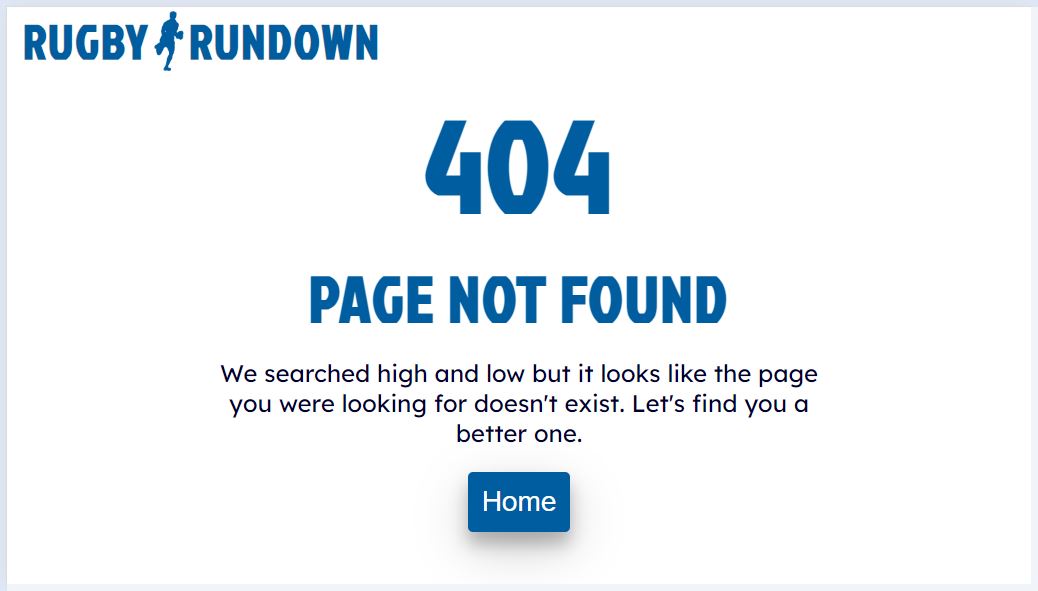 RUGBY RUNDOWN
404
PAGE NOT FOUND
We searched high and low but it looks like the page
you were looking for doesn't exist. Let's find you a
better one.
Home